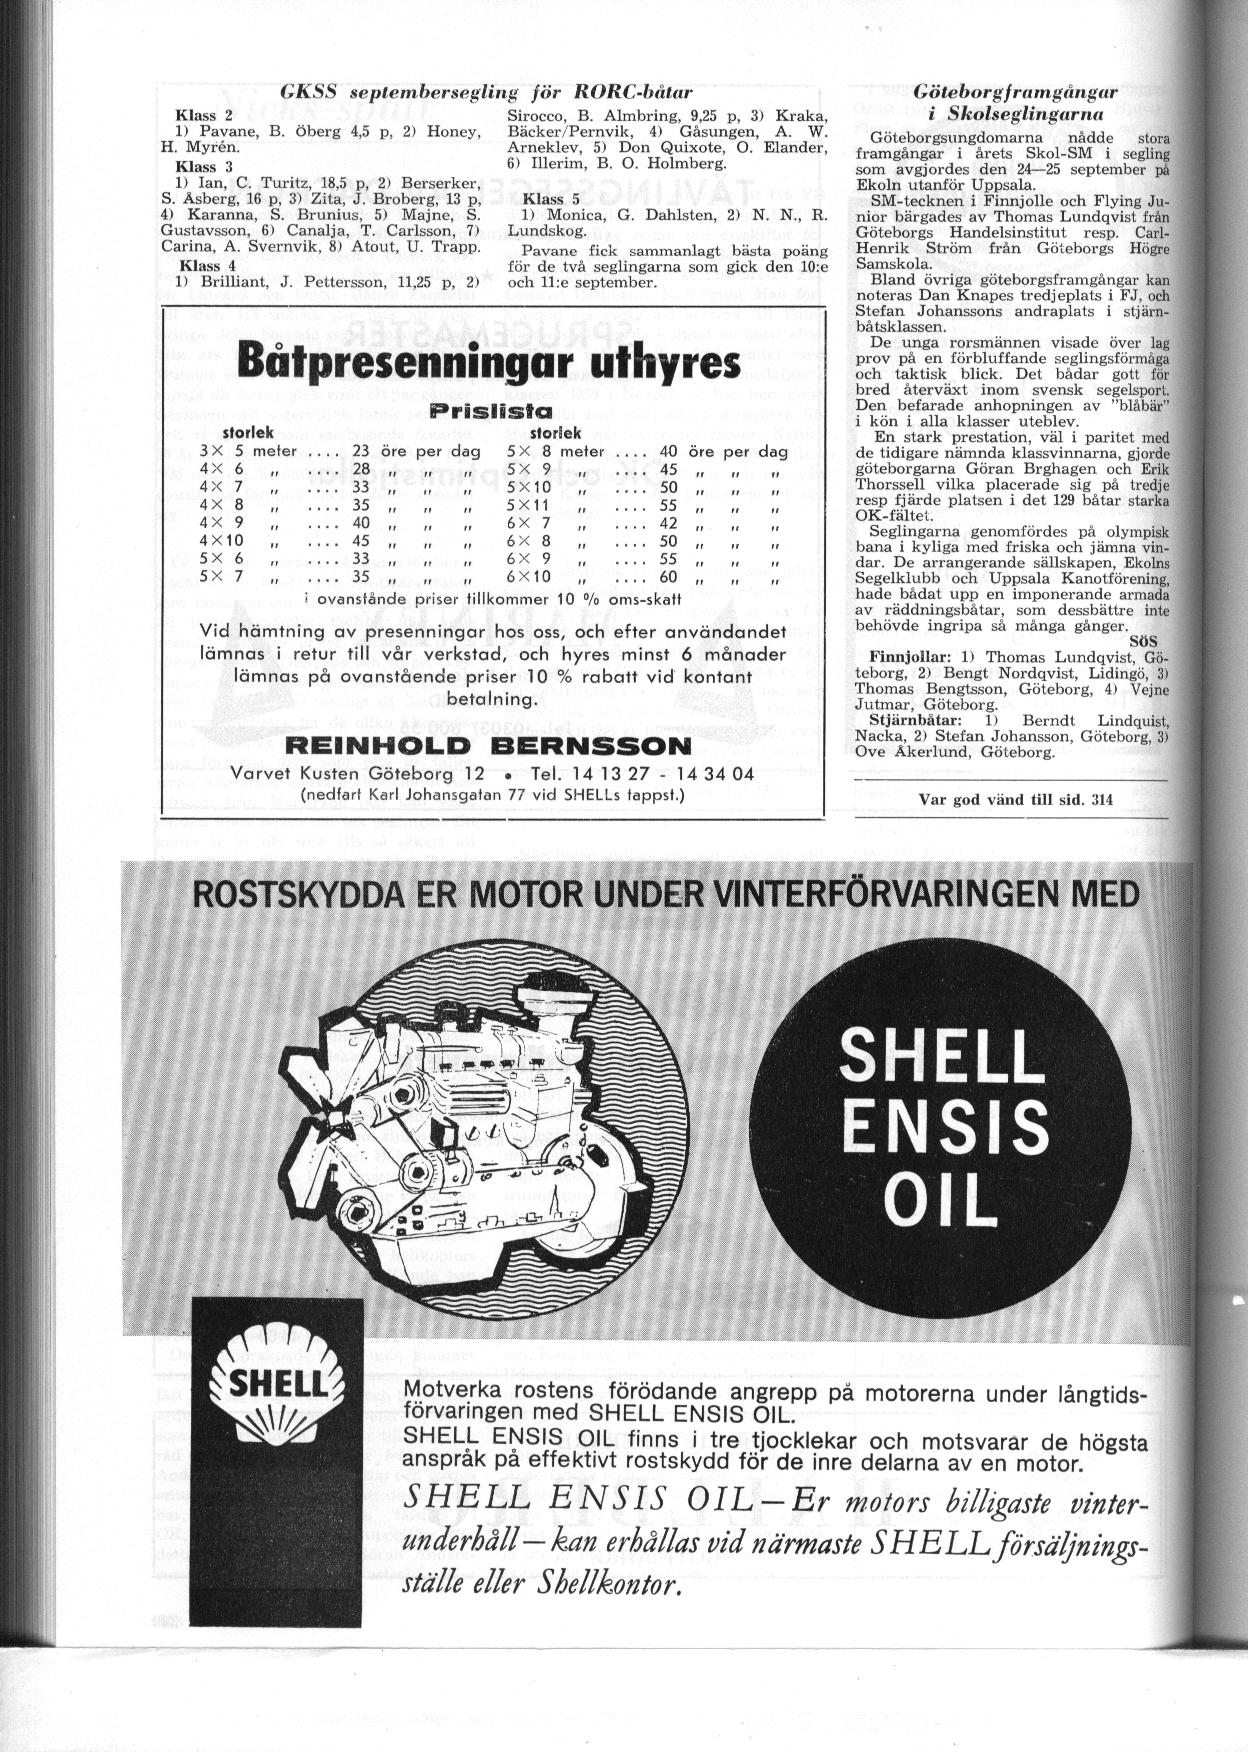 GKSS septembersegling för RORC-båtar
Klass 2
1) Pavane, B. Öberg 4,5 p, 2) Honey,
H. Myrén.
Klass 3
1) Ian, C. Turitz, 18,5 p, 2) Berserker,
S. Åsberg, 16 p, 3) Zita, J. Broberg, 13 p,
4) Karanna, S. Brunius, 5) Majne, S.
Gustavsson, 6) Canalja, T. Carlsson, 7)
Carina, A. Svernvik, 8) Atout, U. Trapp.
Klass 4
1) Brilliant, J. Pettersson, 11,25 p, 2)
Sirocco, B. Almbring, 9,25 p, 3) Kraka,
Bäcker/Pernvik, 4) Gåsungen, A. W.
Arneklev, 5) Don Quixote, O. Elander,
6) Illerim, B. O. Holmberg.
Klass 5
1) Monica, G. Dahlsten, 2) N. N., R.
Lundskog.
Pavane fick sammanlagt bästa poäng
för de två seglingarna som gick den 10:e
och 11:e september.
Båtpresenningar uthyres
Prislista
storlek storlek
3× 5 meter .... 23 öre per dag 5× 8 meter .... 40 öre per dag
4× 6 „ .... 28 „ „ „ 5× 9 „ .... 45 „ „ „
4× 7 „ .... 33 „ „ „ 5×10 „ .... 50 „ „ „
4× 8 „ .... 35 „ „ „ 5×11 „ .... 55 „ „ „
4× 9 „ .... 40 „ „ „ 6× 7 „ .... 42 „ „ „
4×10 „ .... 45 „ „ „ 6× 8 „ .... 50 „ „ „
5× 6 „ .... 33 „ „ „ 6× 9 „ .... 55 „ „ „
5× 7 „ .... 35 „ „ „ 6×10 „ .... 60 „ „ „
i ovanstånde priser tillkommer 10 % oms-skatt
Vid hämtning av presenningar hos oss, och efter användandet
lämnas i retur till vår verkstad, och hyres minst 6 månader
lämnas på ovanstående priser 10 % rabatt vid kontant
betalning.
REINHOLD BERNSSON
Varvet Kusten Göteborg 12 • Tel. 14 13 27 - 14 34 04
(nedfart Karl Johansgatan 77 vid SHELLs tappst.)
Göteborgframgångar
i Skolseglingarna
Göteborgsungdomarna nådde stora
framgångar i årets Skol-SM i segling
som avgjordes den 24—25 september på
Ekoln utanför Uppsala.
SM-tecknen i Finnjolle och Flying Ju-
nior bärgades av Thomas Lundqvist från
Göteborgs Handelsinstitut resp. Carl-
Henrik Ström från Göteborgs Högre
Samskola.
Bland övriga göteborgsframgångar kan
noteras Dan Knapes tredjeplats i FJ, och
Stefan Johanssons andraplats i stjärn-
båtsklassen.
De unga rorsmännen visade över lag
prov på en förbluffande seglingsförmåga
och taktisk blick. Det bådar gott för
bred återväxt inom svensk segelsport.
Den befarade anhopningen av ”blåbär”
i kön i alla klasser uteblev.
En stark prestation, väl i paritet med
de tidigare nämnda klassvinnarna, gjorde
göteborgarna Göran Brghagen och Erik
Thorssell vilka placerade sig på tredje
resp fjärde platsen i det 129 båtar starka
OK-fältet.
Seglingarna genomfördes på olympisk
bana i kyliga med friska och jämna vin-
dar. De arrangerande sällskapen, Ekolns
Segelklubb och Uppsala Kanotförening,
hade bådat upp en imponerande armada
av räddningsbåtar, som dessbättre inte
behövde ingripa så många gånger.
SöS
Finnjollar: 1) Thomas Lundqvist, Gö-
teborg, 2) Bengt Nordqvist, Lidingö, 3)
Thomas Bengtsson, Göteborg, 4) Vejne
Jutmar, Göteborg.
Stjärnbåtar: 1) Berndt Lindquist,
Nacka, 2) Stefan Johansson, Göteborg, 3)
Ove Åkerlund, Göteborg.
Var god vänd till sid. 314
ROSTSKYDDA ER MOTOR UNDER VINTERFÖRVARINGEN MED
SHELL
ENSIS
OIL
SHELL
Motverka rostens förödande angrepp på motorerna under långtids-
förvaringen med SHELL ENSIS OIL.
SHELL ENSIS OIL finns i tre tjocklekar och motsvarar de högsta
anspråk på effektivt rostskydd för de inre delarna av en motor.
SHELL ENSIS OIL—Er motors billigaste vinter-
underhåll—kan erhållas vid närmaste SHELL försäljnings-
ställe eller Shellkontor.